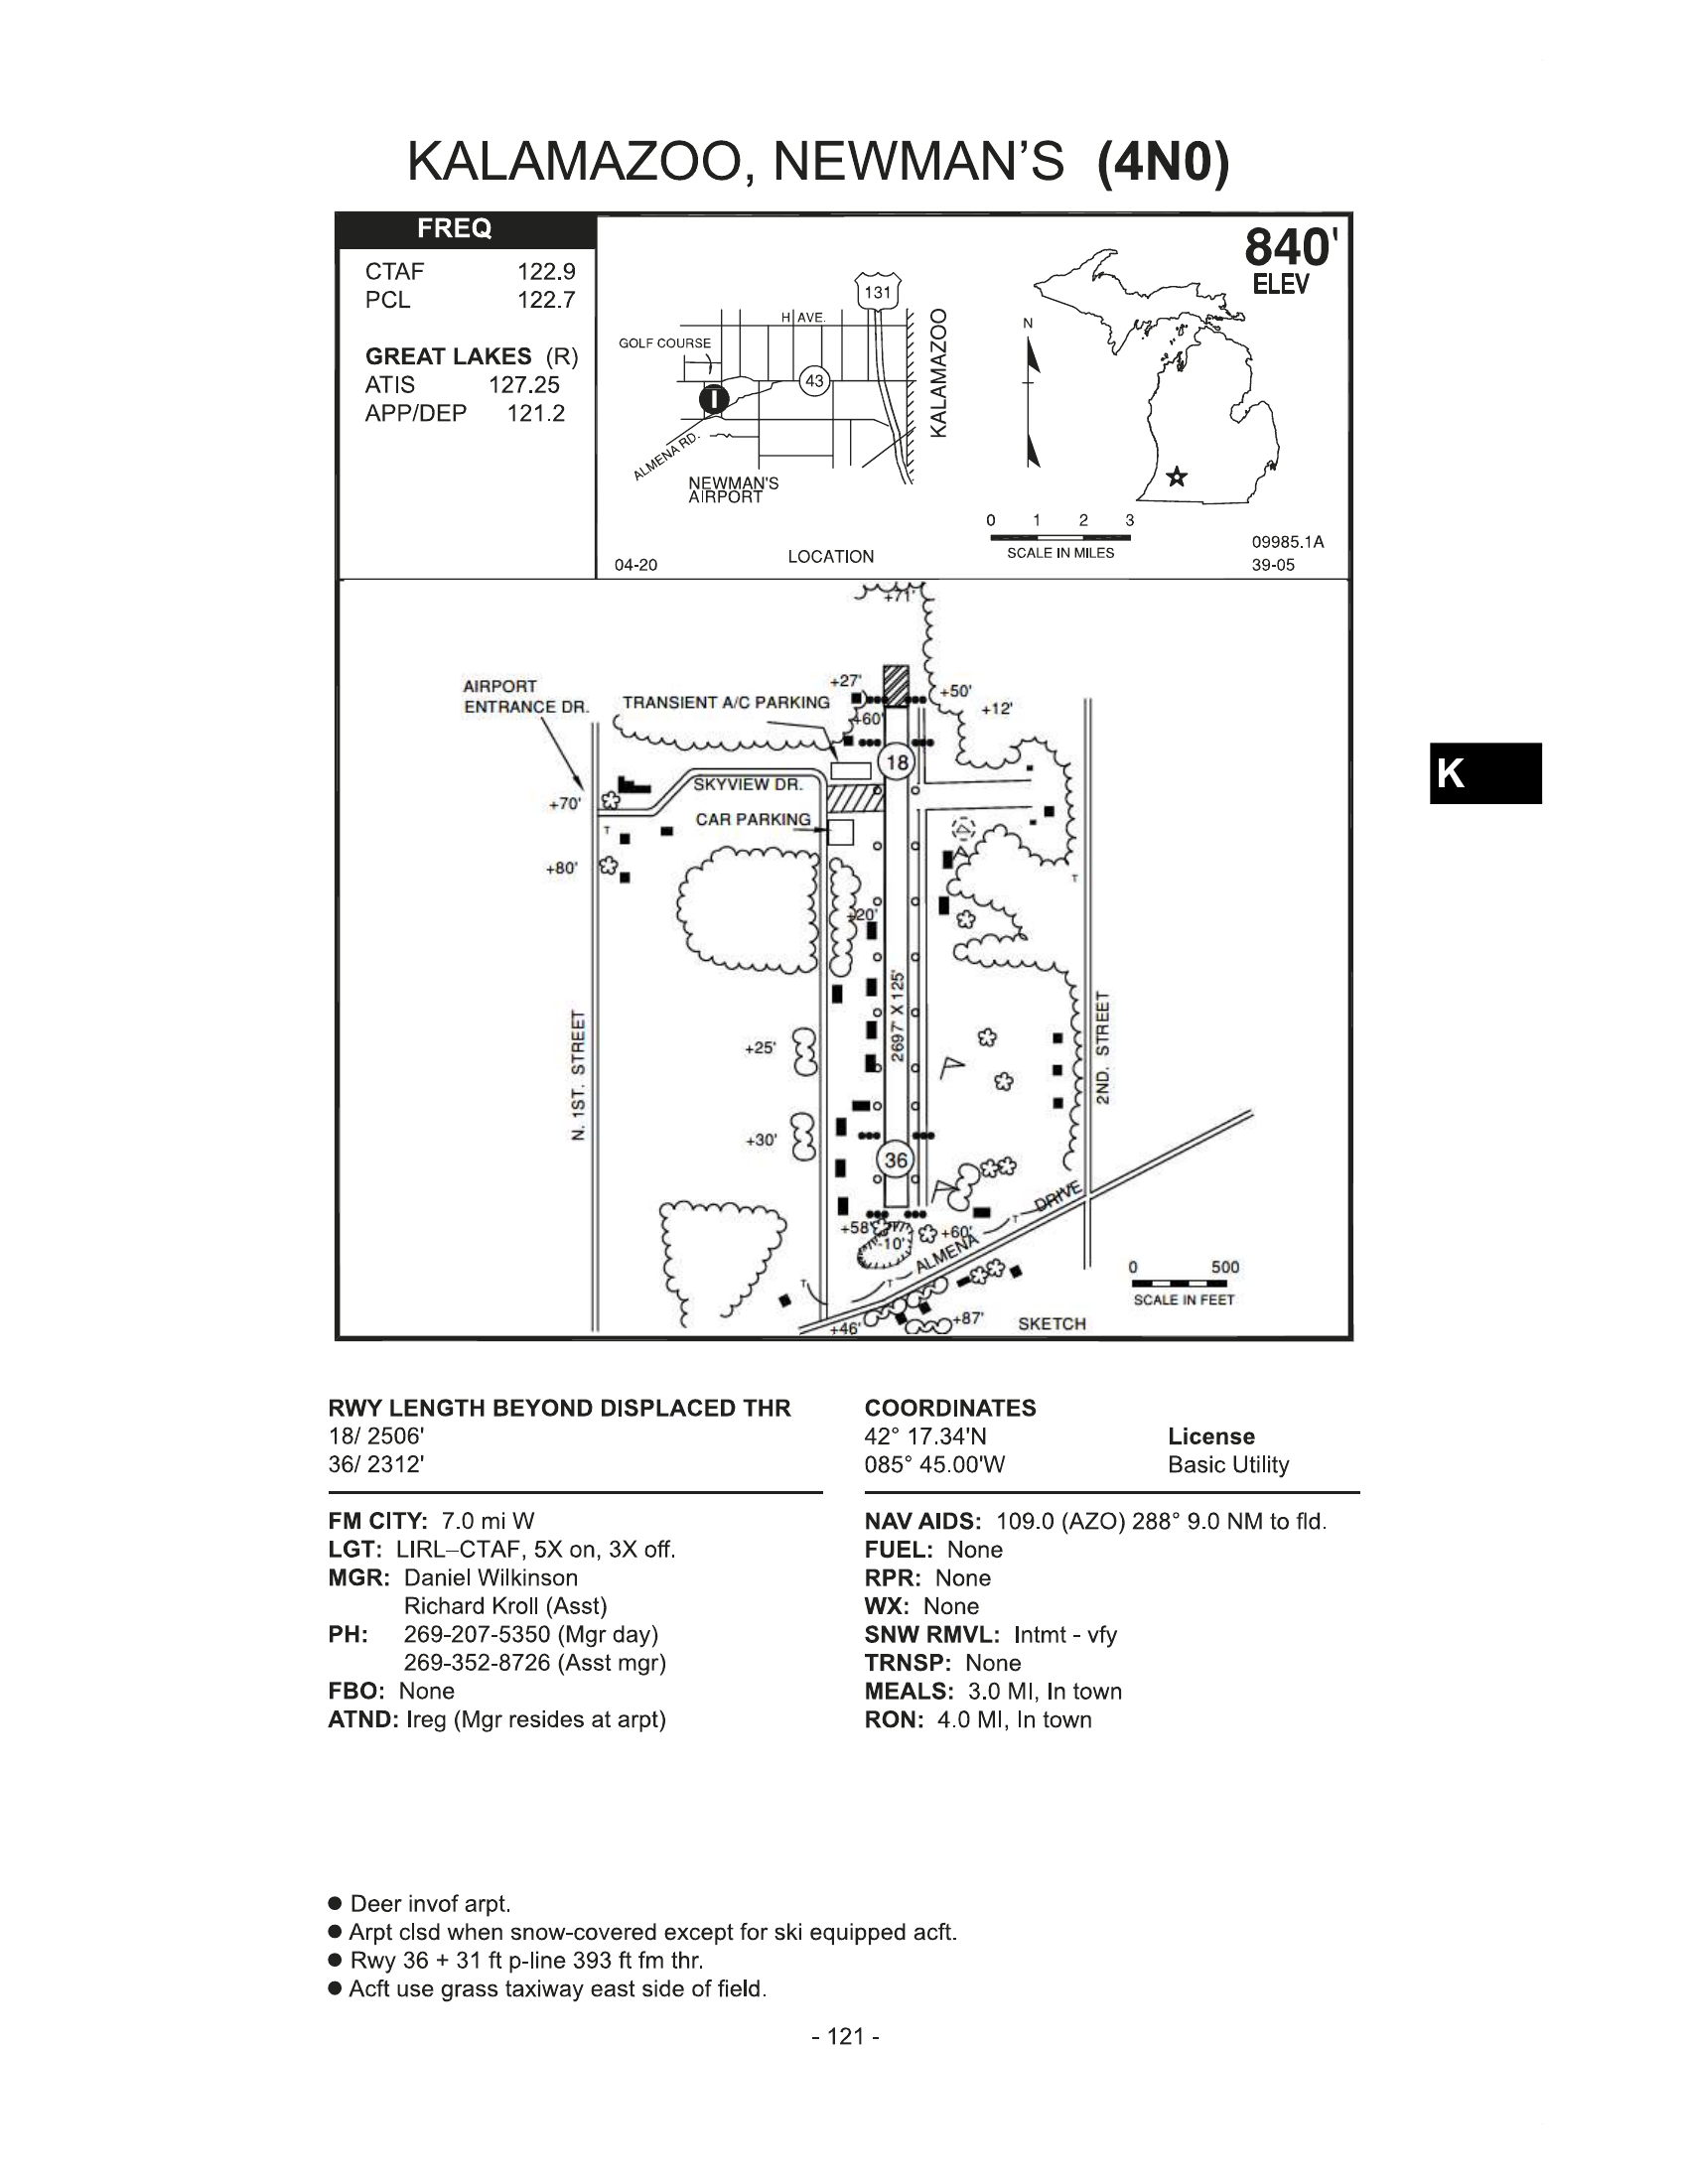 KALAMAZOO, NEWMAN'S (4N0)
FREQ
CTAF 122.9
PCL 122.7
GREAT LAKES (R)
ATIS 127.25
APP/DEP 121.2
840'
ELEV
131
H AVE.
GOLF COURSE
43
KALAMAZOO
N
ALMENA RD.
NEWMAN'S
AIRPORT
0 1 2 3
SCALE IN MILES
LOCATION
04-20
09985.1A
39-05
+71'
AIRPORT
ENTRANCE DR.
TRANSIENT A/C PARKING
+27'
+50'
+12'
+60'
18
SKYVIEW DR.
+70'
CAR PARKING
T
+80'
T
+20'
2697' X 125'
N. 1ST. STREET
2ND. STREET
+25'
+30'
36
+58'
-10'
+60'
ALMENA DRIVE
T
T
T
0 500
SCALE IN FEET
+46'
+87'
SKETCH
K
RWY LENGTH BEYOND DISPLACED THR
18/ 2506'
36/ 2312'
COORDINATES
42° 17.34'N
085° 45.00'W
License
Basic Utility
FM CITY: 7.0 mi W
LGT: LIRL–CTAF, 5X on, 3X off.
MGR: Daniel Wilkinson
Richard Kroll (Asst)
PH: 269-207-5350 (Mgr day)
269-352-8726 (Asst mgr)
FBO: None
ATND: Ireg (Mgr resides at arpt)
NAV AIDS: 109.0 (AZO) 288° 9.0 NM to fld.
FUEL: None
RPR: None
WX: None
SNW RMVL: Intmt - vfy
TRNSP: None
MEALS: 3.0 MI, In town
RON: 4.0 MI, In town
● Deer invof arpt.
● Arpt clsd when snow-covered except for ski equipped acft.
● Rwy 36 + 31 ft p-line 393 ft fm thr.
● Acft use grass taxiway east side of field.
- 121 -